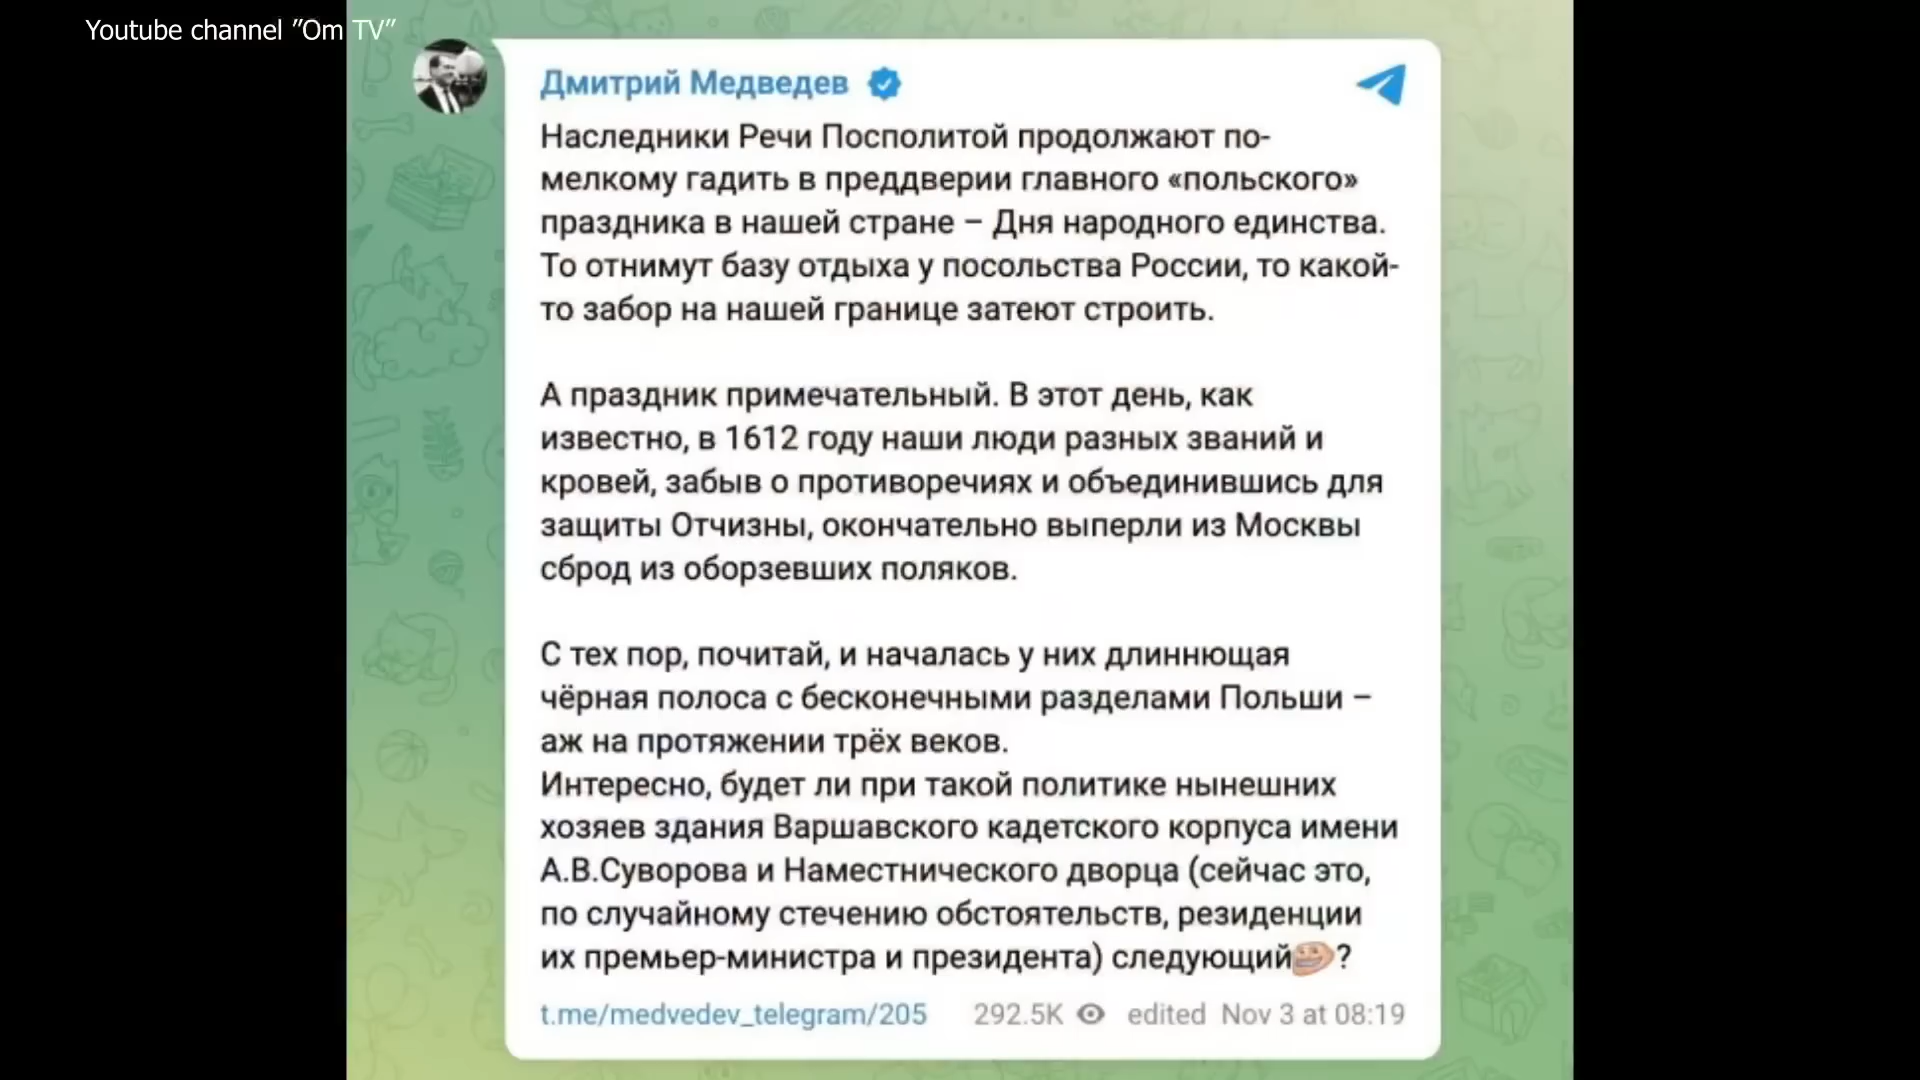 Youtube channel "Om TV"
Дмитрий Медведев
Наследники Речи Посполитой продолжают по-
мелкому гадить в преддверии главного «польского»
праздника в нашей стране – Дня народного единства.
То отнимут базу отдыха у посольства России, то какой-
то забор на нашей границе затеют строить.
А праздник примечательный. В этот день, как
известно, в 1612 году наши люди разных званий и
кровей, забыв о противоречиях и объединившись для
защиты Отчизны, окончательно выперли из Москвы
сброд из оборзевших поляков.
С тех пор, почитай, и началась у них длиннющая
чёрная полоса с бесконечными разделами Польши –
аж на протяжении трёх веков.
Интересно, будет ли при такой политике нынешних
хозяев здания Варшавского кадетского корпуса имени
А.В.Суворова и Наместнического дворца (сейчас это,
по случайному стечению обстоятельств, резиденции
их премьер-министра и президента) следующий?
t.me/medvedev_telegram/205 292.5K edited Nov 3 at 08:19